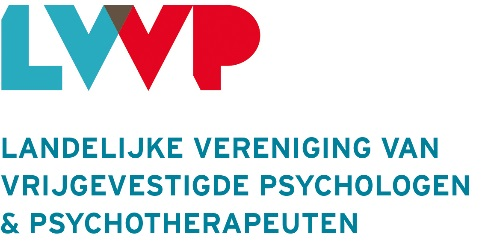 LVVP
LANDELIJKE VERENIGING VAN
VRIJGEVESTIGDE PSYCHOLOGEN
& PSYCHOTHERAPEUTEN